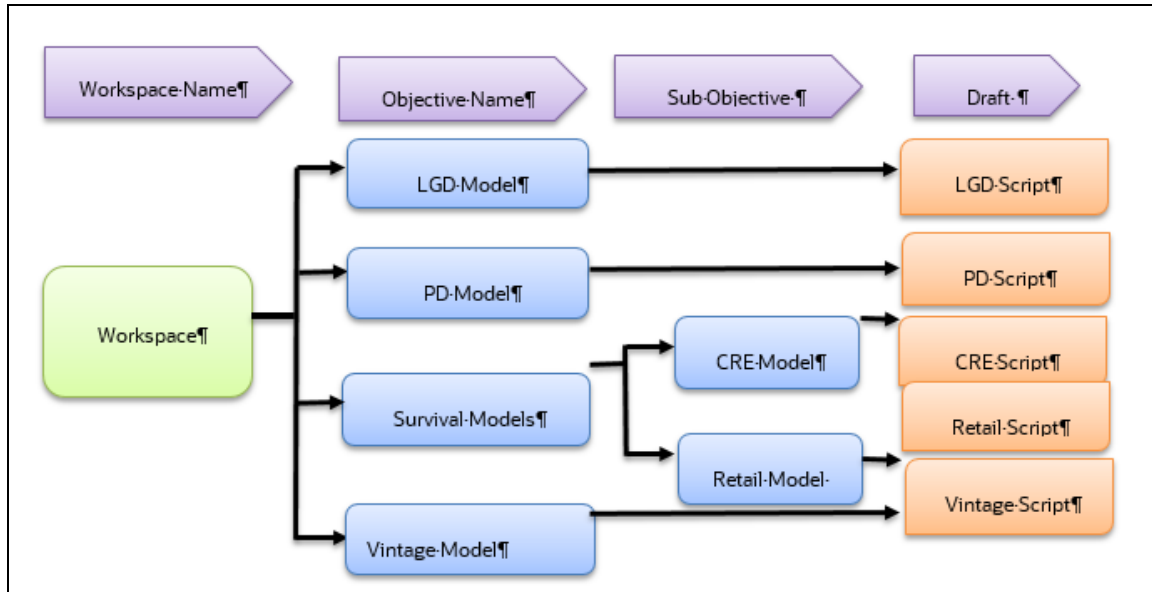 Workspace·Name¶
Objective·Name¶
Sub·Objective·¶
Draft·¶
LGD·Model¶
LGD·Script¶
PD·Model¶
PD·Script¶
Workspace¶
CRE·Model¶
CRE·Script¶
Survival·Models¶
Retail·Script¶
Retail·Model·
Vintage·Script¶
Vintage·Model¶